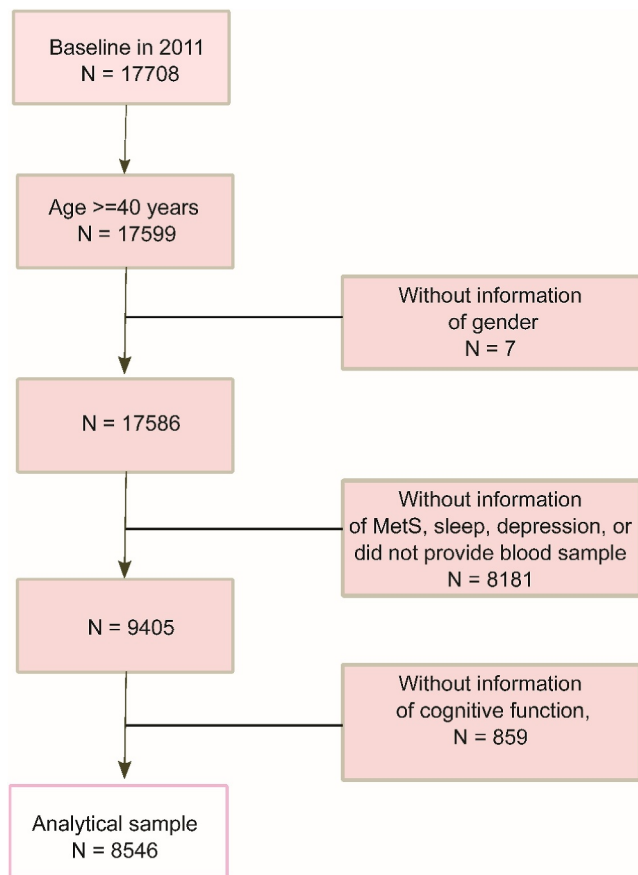 Baseline in 2011
N = 17708
Age >=40 years
N = 17599
Without information
of gender
N = 7
N = 17586
Without information
of MetS, sleep, depression, or
did not provide blood sample
N = 8181
N = 9405
Without information
of cognitive function,
N = 859
Analytical sample
N = 8546